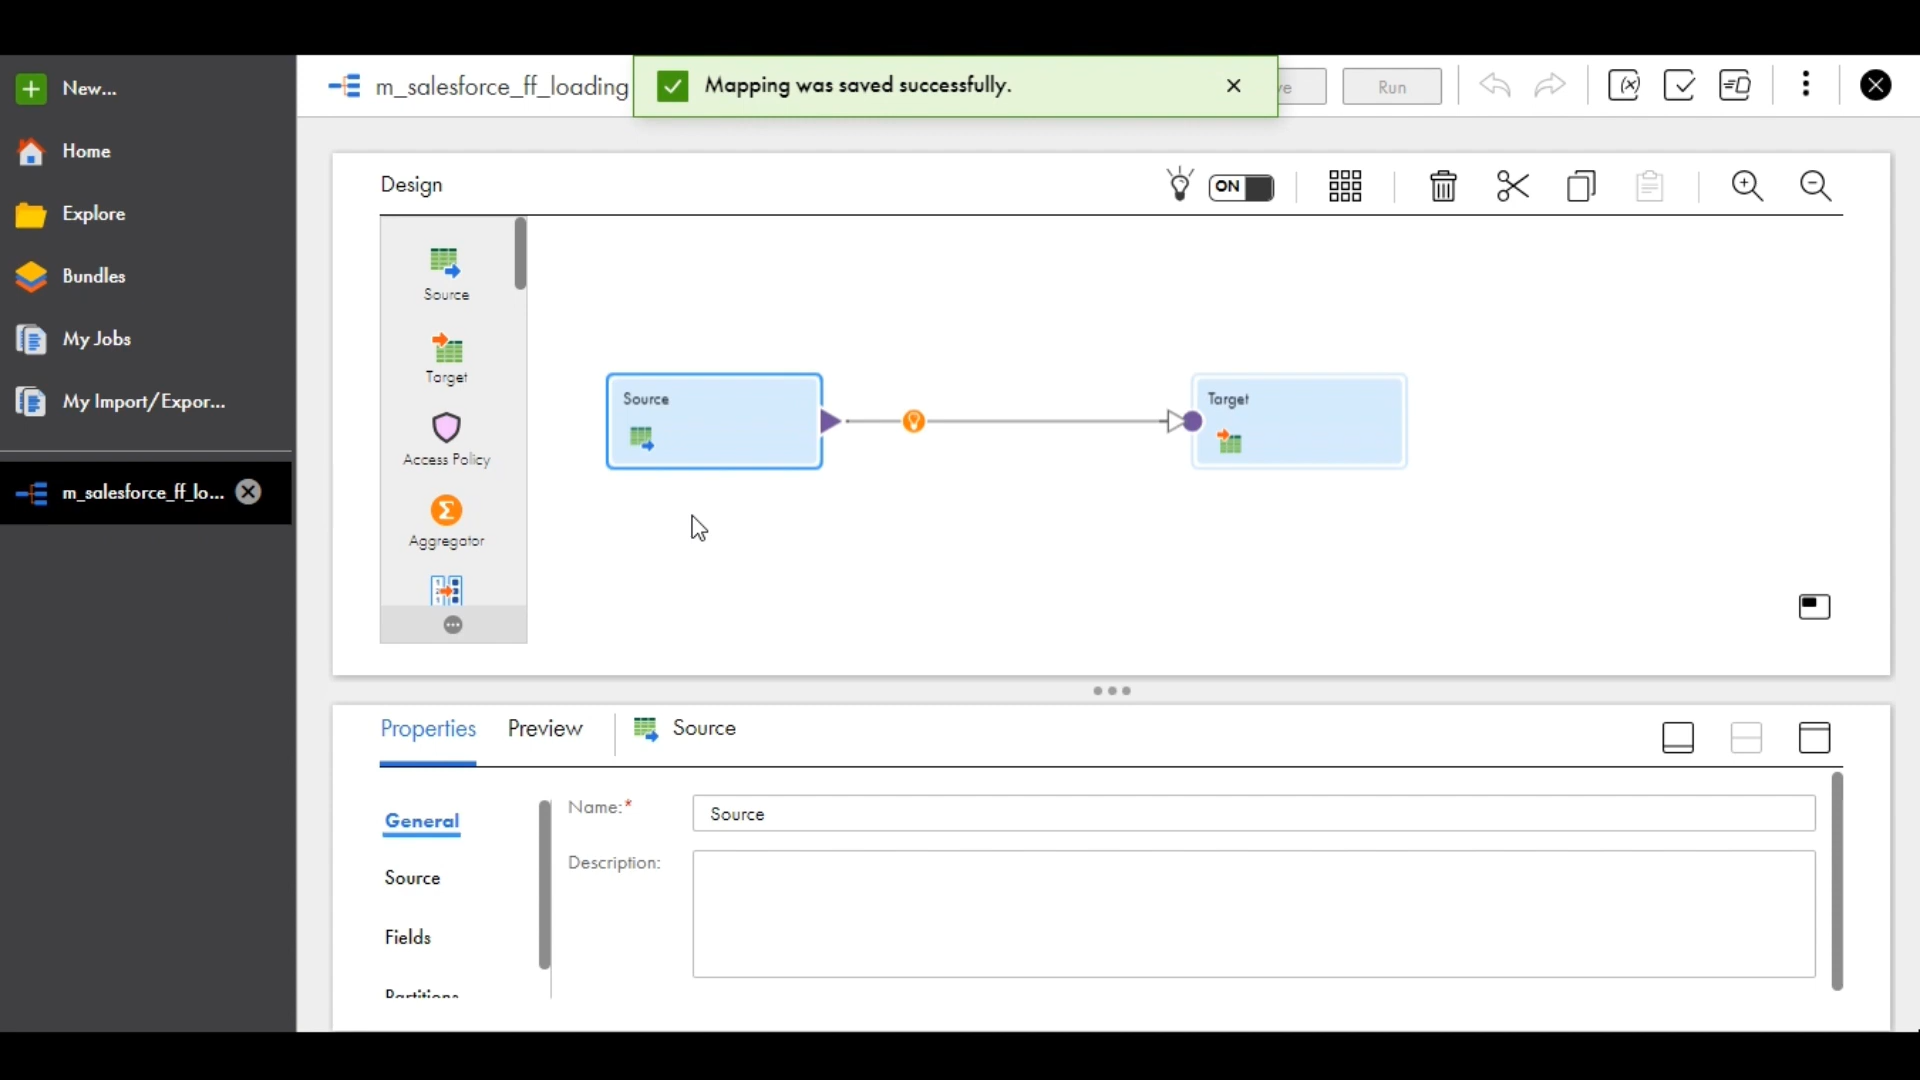 New...
Home
Explore
Bundles
My Jobs
My Import/Expor...
m_salesforce_ff_lo...
m_salesforce_ff_loading
Mapping was saved successfully.
Run
Design
ON
Source
Target
Access Policy
Aggregator
Source
Target
Properties
Preview
Source
General
Source
Fields
Partitions
Name:*
Source
Description: